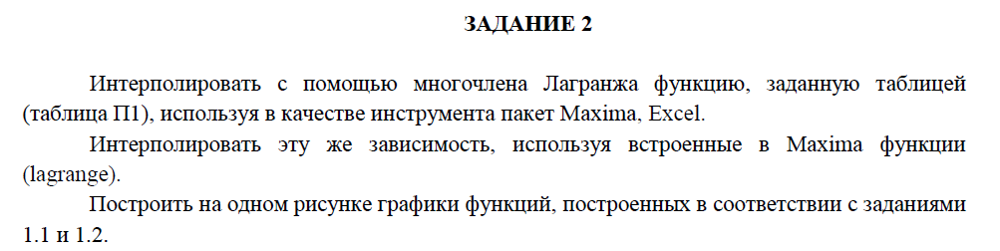 ЗАДАНИЕ 2
Интерполировать с помощью многочлена Лагранжа функцию, заданную таблицей
(таблица П1), используя в качестве инструмента пакет Maxima, Excel.
Интерполировать эту же зависимость, используя встроенные в Maxima функции
(lagrange).
Построить на одном рисунке графики функций, построенных в соответствии с заданиями
1.1 и 1.2.